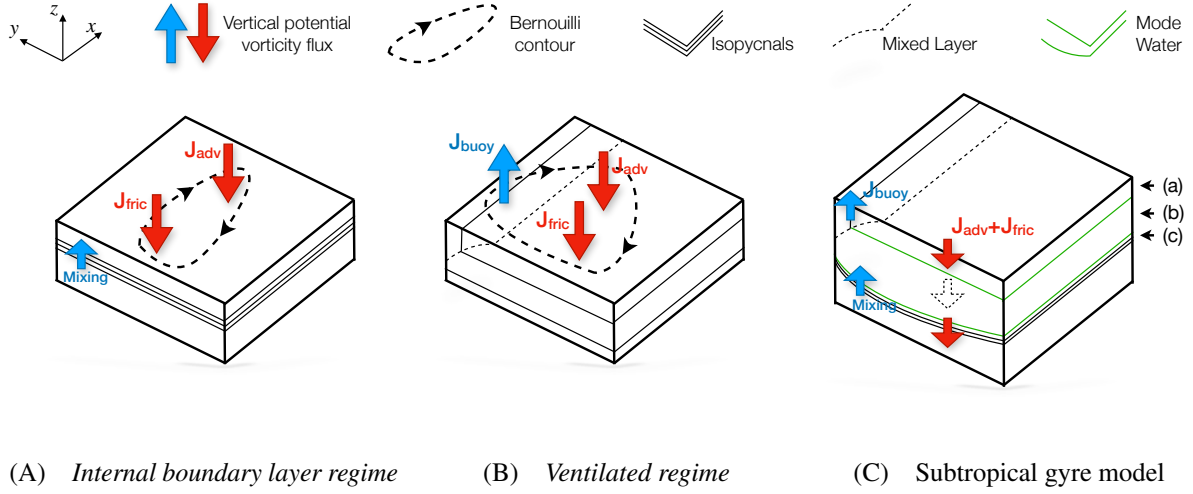 z
y
x
Vertical potential
vorticity flux
Bernouilli
contour
Isopycnals
Mixed Layer
Mode
Water
Jadv
Jfric
Mixing
Jbuoy
Jadv
Jfric
Jbuoy
Jadv+Jfric
Mixing
(a)
(b)
(c)
(A) Internal boundary layer regime
(B) Ventilated regime
(C) Subtropical gyre model